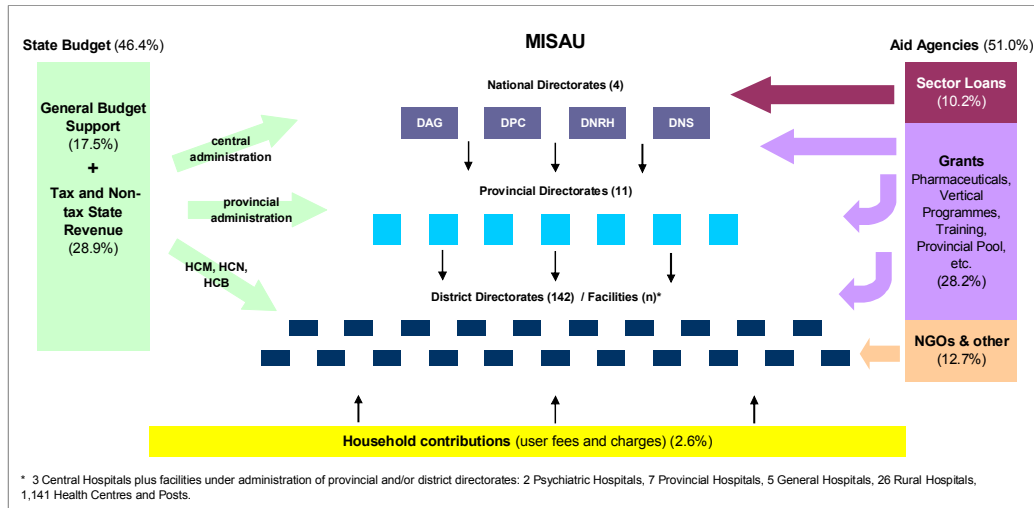 State Budget (46.4%)
MISAU
Aid Agencies (51.0%)
General Budget
Support
(17.5%)
+
Tax and Non-
tax State
Revenue
(28.9%)
central
administration
provincial
administration
HCM, HCN,
HCB
National Directorates (4)
DAG
DPC
DNRH
DNS
Provincial Directorates (11)
District Directorates (142) / Facilities (n)*
Sector Loans
(10.2%)
Grants
Pharmaceuticals,
Vertical
Programmes,
Training,
Provincial Pool,
etc.
(28.2%)
NGOs & other
(12.7%)
Household contributions (user fees and charges) (2.6%)
* 3 Central Hospitals plus facilities under administration of provincial and/or district directorates: 2 Psychiatric Hospitals, 7 Provincial Hospitals, 5 General Hospitals, 26 Rural Hospitals,
1,141 Health Centres and Posts.